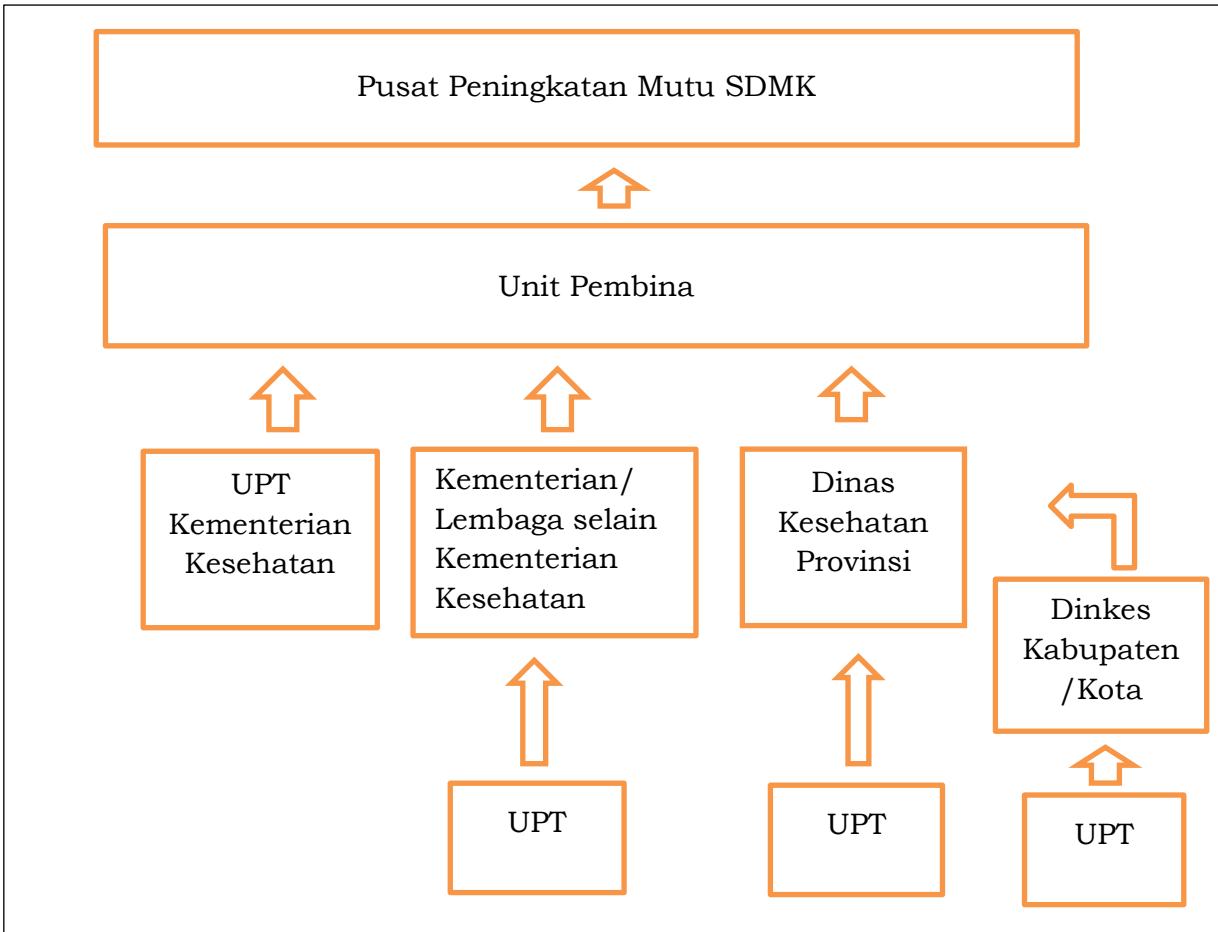 Pusat Peningkatan Mutu SDMK
Unit Pembina
UPT
Kementerian
Kesehatan
Kementerian/
Lembaga selain
Kementerian
Kesehatan
Dinas
Kesehatan
Provinsi
Dinkes
Kabupaten
/Kota
UPT
UPT
UPT